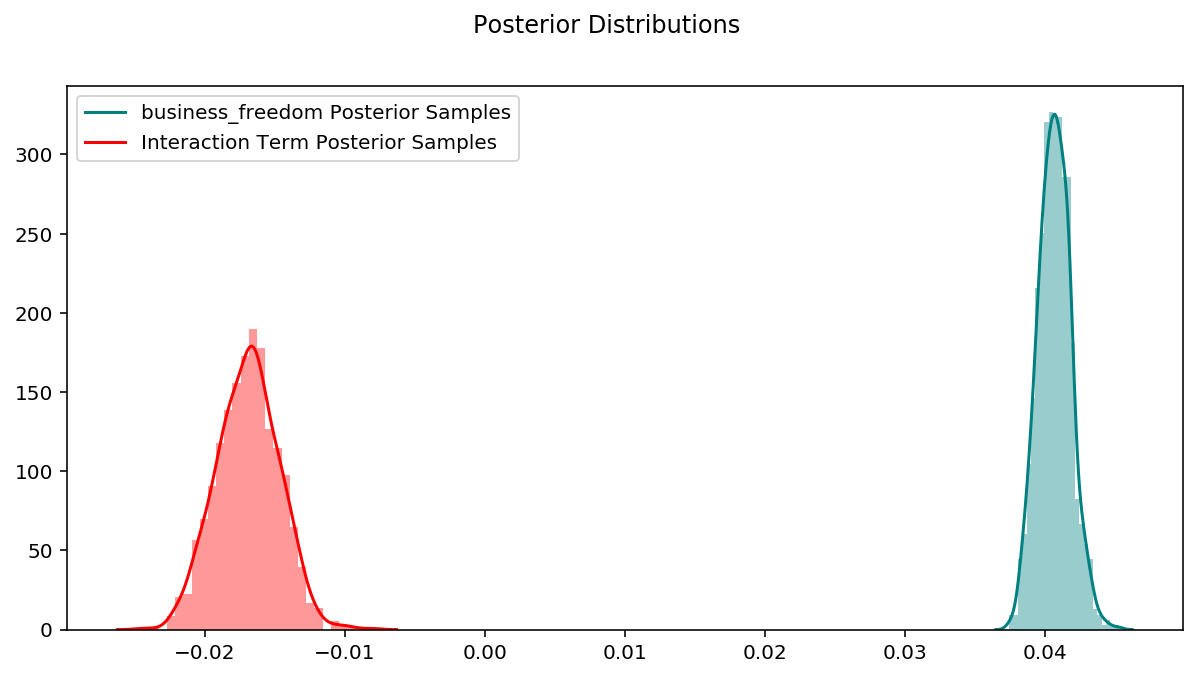 Posterior Distributions
business_freedom Posterior Samples
Interaction Term Posterior Samples
300
250
200
150
100
50
0
−0.02 −0.01 0.00 0.01 0.02 0.03 0.04